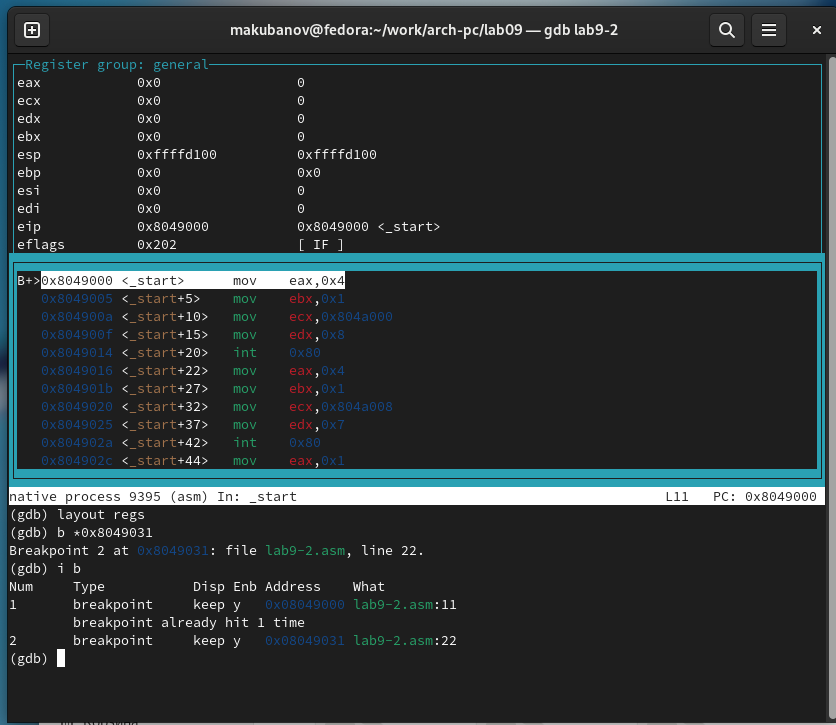 makubanov@fedora:~/work/arch-pc/lab09 — gdb lab9-2
Register group: general
eax 0x0 0
ecx 0x0 0
edx 0x0 0
ebx 0x0 0
esp 0xffffd100 0xffffd100
ebp 0x0 0x0
esi 0x0 0
edi 0x0 0
eip 0x8049000 0x8049000 <_start>
eflags 0x202 [ IF ]
B+>0x8049000 <_start> mov eax,0x4
0x8049005 <_start+5> mov ebx,0x1
0x804900a <_start+10> mov ecx,0x804a000
0x804900f <_start+15> mov edx,0x8
0x8049014 <_start+20> int 0x80
0x8049016 <_start+22> mov eax,0x4
0x804901b <_start+27> mov ebx,0x1
0x8049020 <_start+32> mov ecx,0x804a008
0x8049025 <_start+37> mov edx,0x7
0x804902a <_start+42> int 0x80
0x804902c <_start+44> mov eax,0x1
native process 9395 (asm) In: _start L11 PC: 0x8049000
(gdb) layout regs
(gdb) b *0x8049031
Breakpoint 2 at 0x8049031: file lab9-2.asm, line 22.
(gdb) i b
Num Type Disp Enb Address What
1 breakpoint keep y 0x08049000 lab9-2.asm:11
breakpoint already hit 1 time
2 breakpoint keep y 0x08049031 lab9-2.asm:22
(gdb)